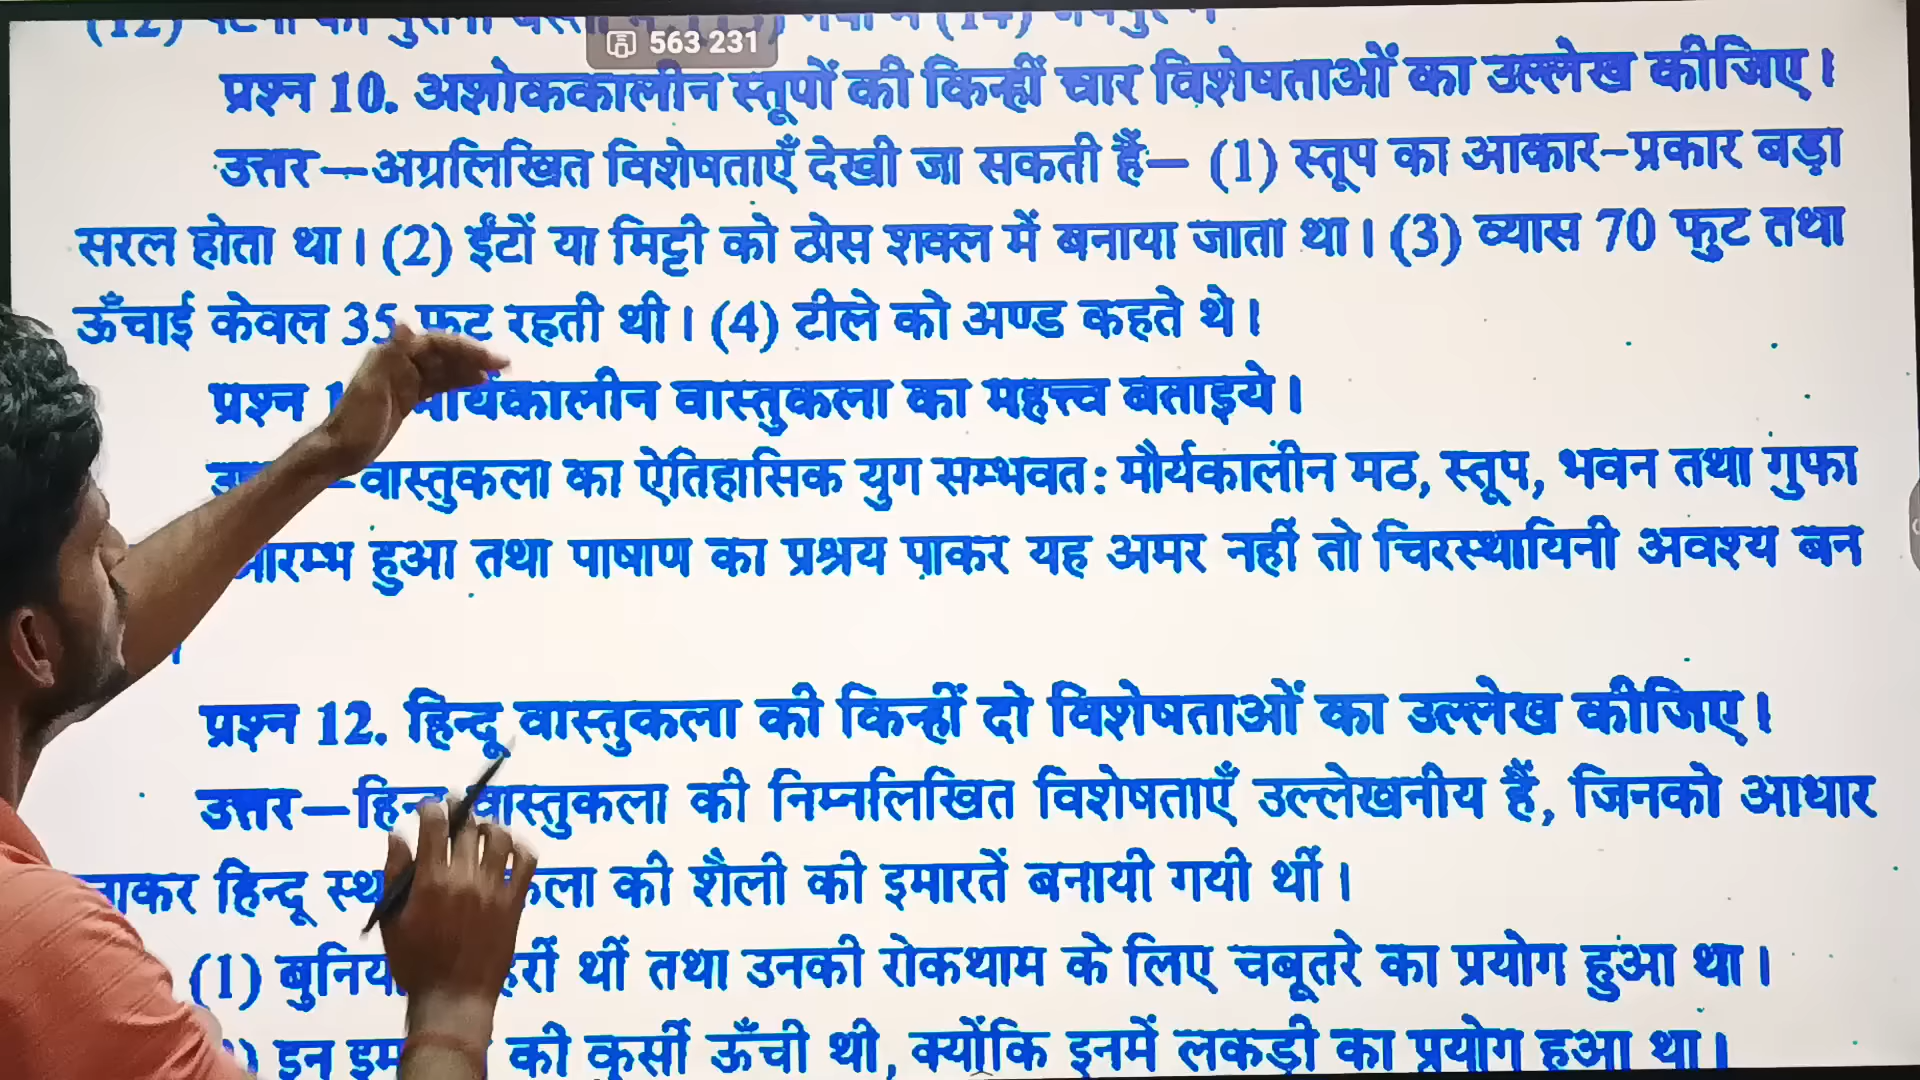 563 231
प्रश्न 10. अशोककालीन स्तूपों की किन्हीं चार विशेषताओं का उल्लेख कीजिए।
उत्तर—अग्रलिखित विशेषताएँ देखी जा सकती हैं— (1) स्तूप का आकार-प्रकार बड़ा
सरल होता था। (2) ईंटों या मिट्टी को ठोस शक्ल में बनाया जाता था। (3) व्यास 70 फुट तथा
ऊँचाई केवल 35 फुट रहती थी। (4) टीले को अण्ड कहते थे।
प्रश्न मौर्यकालीन वास्तुकला का महत्त्व बताइये।
—वास्तुकला का ऐतिहासिक युग सम्भवत: मौर्यकालीन मठ, स्तूप, भवन तथा गुफा
आरम्भ हुआ तथा पाषाण का प्रश्रय पाकर यह अमर नहीं तो चिरस्थायिनी अवश्य बन
प्रश्न 12. हिन्दू वास्तुकला की किन्हीं दो विशेषताओं का उल्लेख कीजिए।
उत्तर—हिन्दू वास्तुकला की निम्नलिखित विशेषताएँ उल्लेखनीय हैं, जिनको आधार
हिन्दू की शैली की इमारतें बनायी गयी थीं।
(1) थीं तथा उनकी रोकथाम के लिए चबूतरे का प्रयोग हुआ था।
इन की कुर्सी ऊँची थी, क्योंकि इनमें लकड़ी का प्रयोग हुआ था।